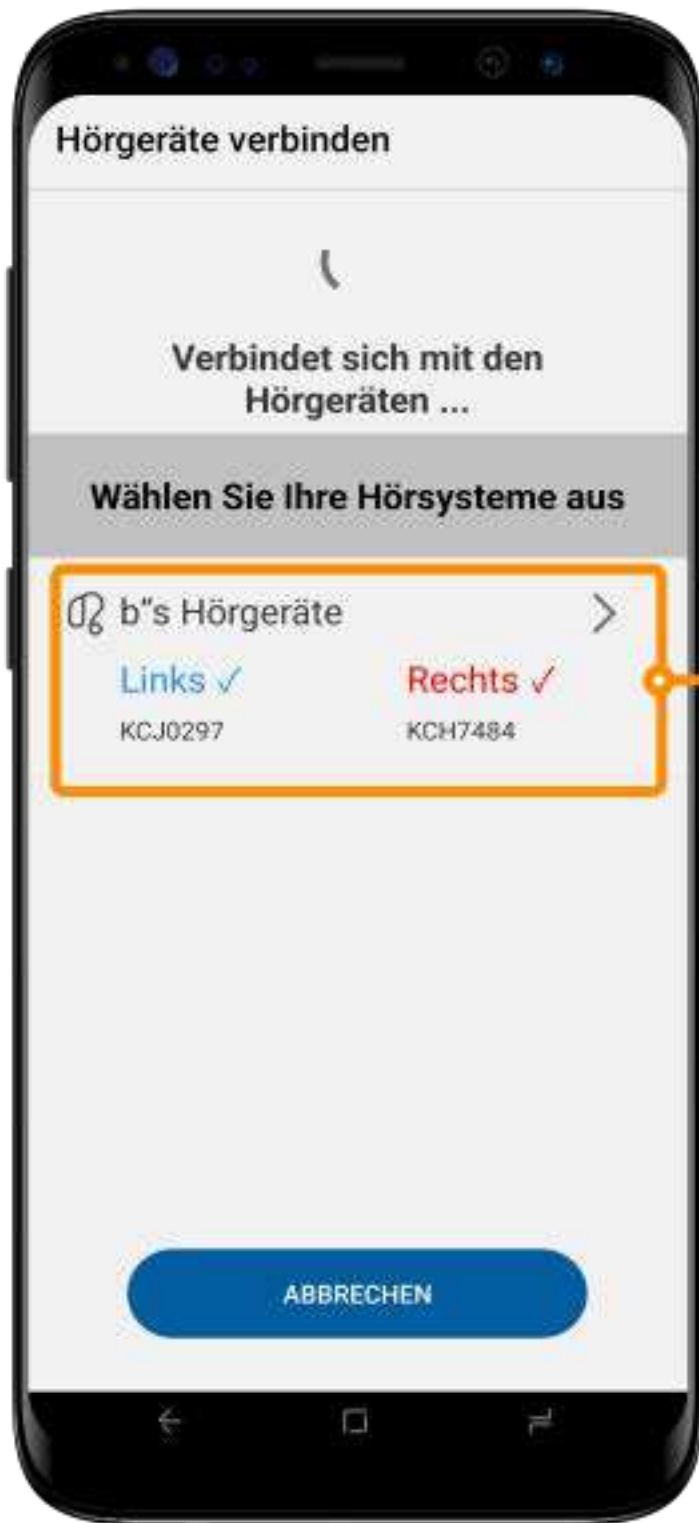 Hörgeräte verbinden
Verbindet sich mit den
Hörgeräten ...
Wählen Sie Ihre Hörsysteme aus
b"s Hörgeräte
Links ✓
Rechts ✓
KCJ0297
KCH7484
ABBRECHEN